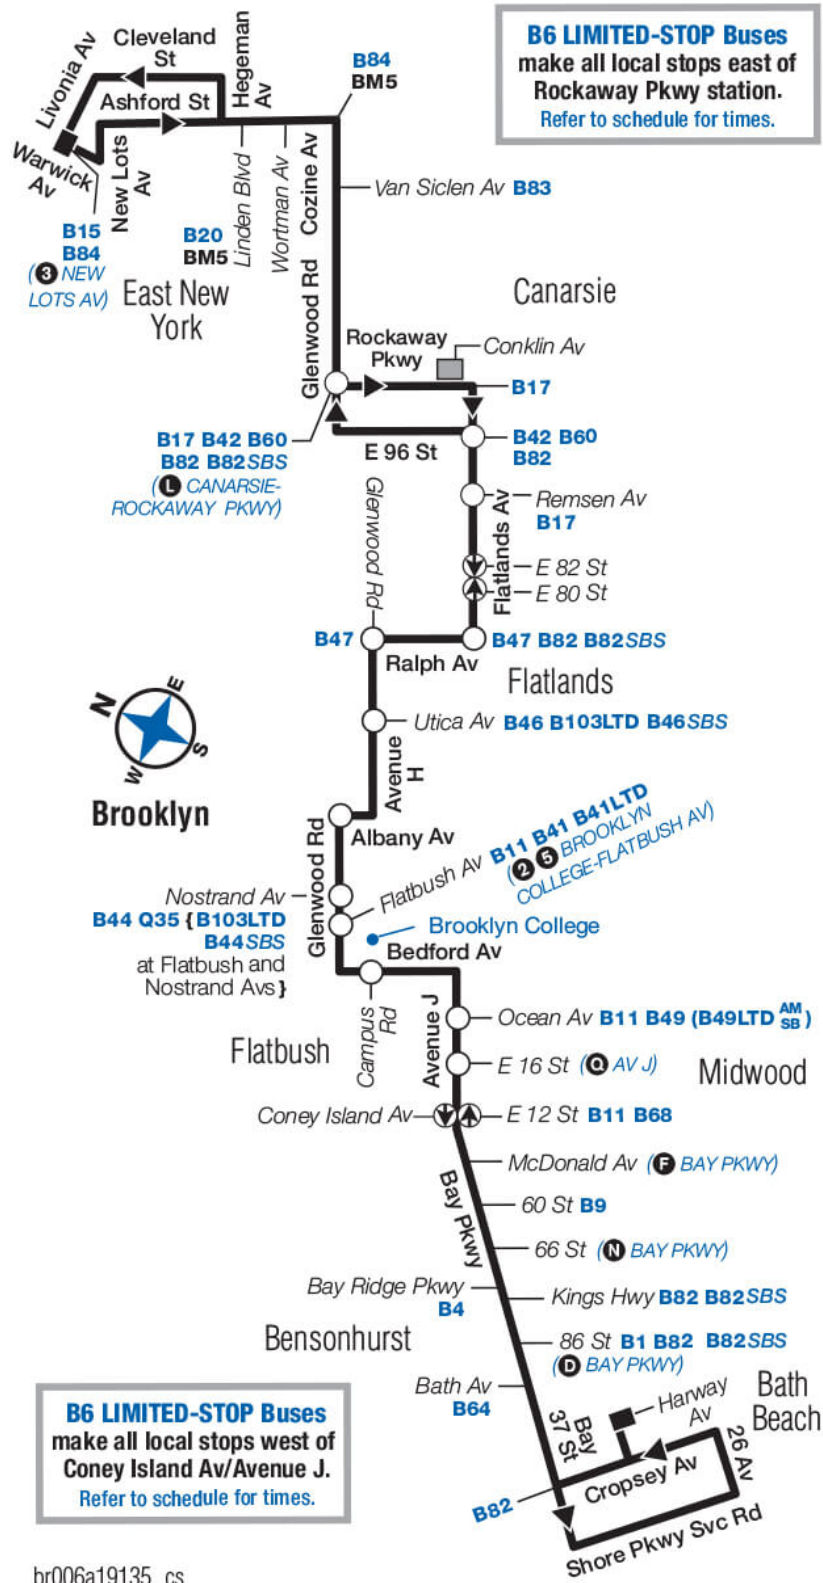 B6 LIMITED-STOP Buses
make all local stops east of
Rockaway Pkwy station.
Refer to schedule for times.
Cleveland
St
Hegeman
Av
Livonia Av
Ashford St
B84
BM5
Warwick
Av
New Lots
Av
Linden Blvd
Wortman Av
Cozine Av
Van Siclen Av B83
B15
B84
(3 NEW
LOTS AV)
B20
BM5
East New
York
Canarsie
Glenwood Rd
Rockaway
Pkwy
Conklin Av
B17
B17 B42 B60
B82 B82SBS
(L CANARSIE-
ROCKAWAY PKWY)
E 96 St
B42 B60
B82
Glenwood Rd
Flatlands Av
Remsen Av
B17
E 82 St
E 80 St
B47
Ralph Av
B47 B82 B82SBS
Flatlands
N
E
S
W
Brooklyn
Utica Av B46 B103LTD B46SBS
Avenue
H
Albany Av
Glenwood Rd
Flatbush Av B11 B41 B41LTD
(2 5 BROOKLYN
COLLEGE-FLATBUSH AV)
Nostrand Av
B44 Q35 {B103LTD
B44SBS
at Flatbush and
Nostrand Avs }
Brooklyn College
Bedford Av
Campus
Rd
Flatbush
Avenue J
Ocean Av B11 B49 (B49LTD AM SB)
E 16 St (Q AV J)
Midwood
Coney Island Av
E 12 St B11 B68
McDonald Av (F BAY PKWY)
Bay Pkwy
60 St B9
66 St (N BAY PKWY)
Bay Ridge Pkwy
B4
Kings Hwy B82 B82SBS
Bensonhurst
86 St B1 B82 B82SBS
(D BAY PKWY)
Bath Av
B64
Bath
Beach
Harway
Av
Bay
37 St
26 Av
Cropsey Av
B82
Shore Pkwy Svc Rd
B6 LIMITED-STOP Buses
make all local stops west of
Coney Island Av/Avenue J.
Refer to schedule for times.
br006a19135_cs